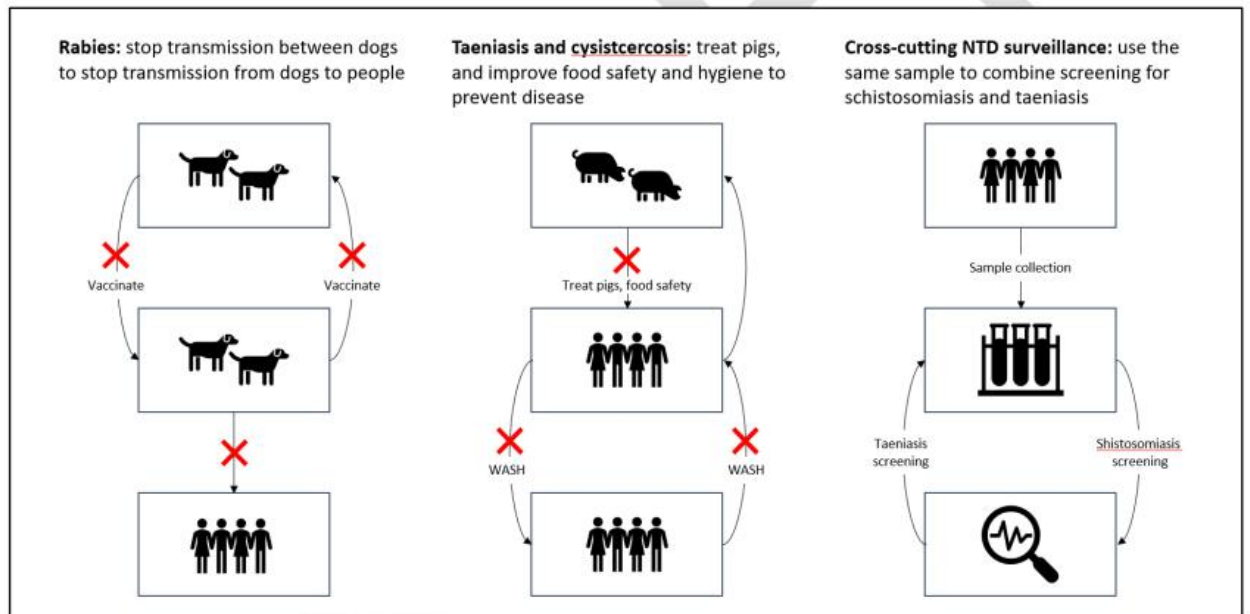 Rabies: stop transmission between dogs
to stop transmission from dogs to people
Vaccinate
Vaccinate
Taeniasis and cysistcercosis: treat pigs,
and improve food safety and hygiene to
prevent disease
Treat pigs, food safety
WASH
WASH
Cross-cutting NTD surveillance: use the
same sample to combine screening for
schistosomiasis and taeniasis
Sample collection
Taeniasis
screening
Shistosomiasis
screening